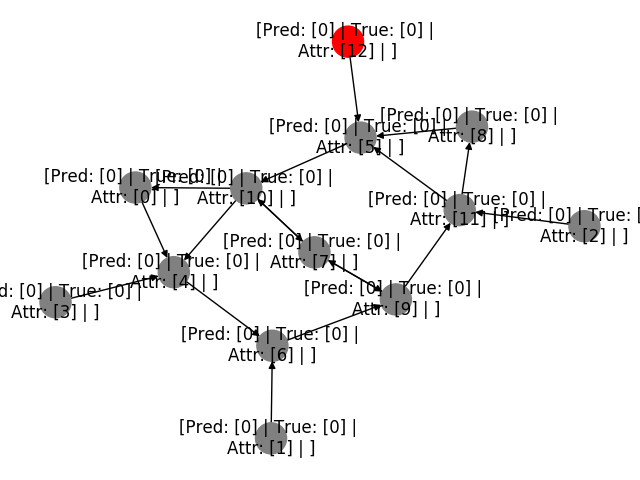 [Pred: [0] | True: [0] |
Attr: [12] | ]
[Pred: [0] | True: [0] |
Attr: [8] | ]
[Pred: [0] | True: [0] |
Attr: [5] | ]
[Pred: [0] | True: [0] |
Attr: [0] | ]
[Pred: [0] | True: [0] |
Attr: [10] | ]
[Pred: [0] | True: [0] |
Attr: [11] | ]
[Pred: [0] | True: [
Attr: [2] | ]
[Pred: [0] | True: [0] |
Attr: [7] | ]
[Pred: [0] | True: [0] |
Attr: [4] | ]
d: [0] | True: [0] |
Attr: [3] | ]
[Pred: [0] | True: [0] |
Attr: [9] | ]
[Pred: [0] | True: [0] |
Attr: [6] | ]
[Pred: [0] | True: [0] |
Attr: [1] | ]